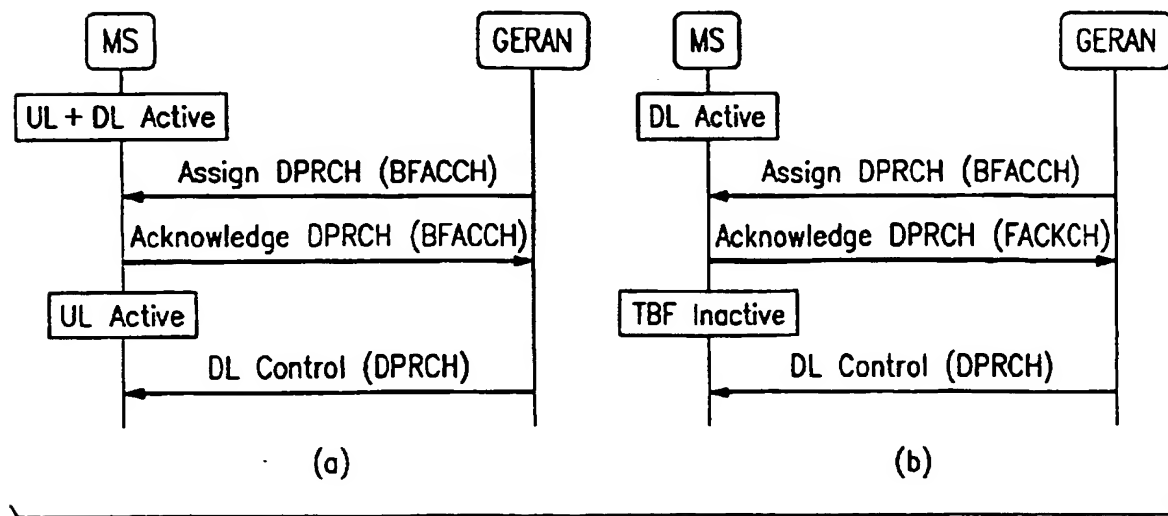 MS
GERAN
UL + DL Active
Assign DPRCH (BFACCH)
Acknowledge DPRCH (BFACCH)
UL Active
DL Control (DPRCH)
(a)
MS
GERAN
DL Active
Assign DPRCH (BFACCH)
Acknowledge DPRCH (FACKCH)
TBF Inactive
DL Control (DPRCH)
(b)